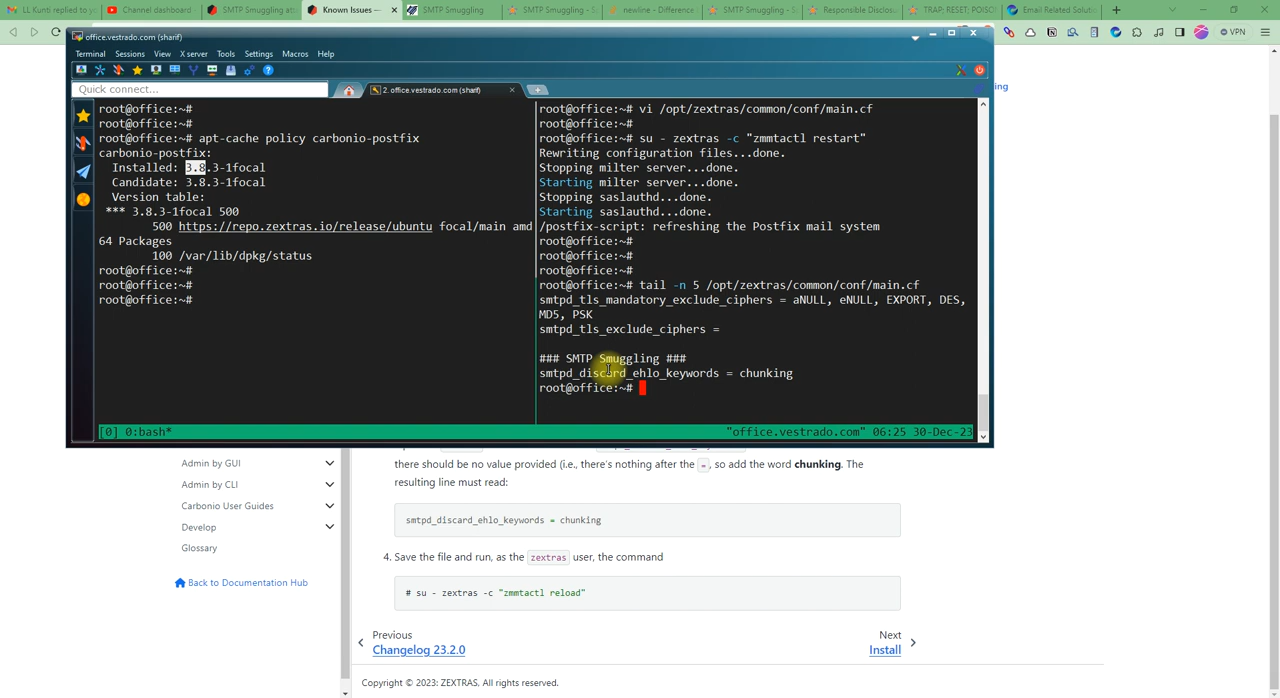 LL Kunti replied to yo
Channel dashboard
SMTP Smuggling atta
Known Issues —
SMTP Smuggling
SMTP Smuggling - Su
newline - Difference
SMTP Smuggling - Su
Responsible Disclosu
TRAP; RESET; POISON
Email Related Soluti
VPN
office.vestrado.com (sharif)
Terminal Sessions View X server Tools Settings Macros Help
Quick connect...
2. office.vestrado.com (sharif)
root@office:~#
root@office:~#
root@office:~# apt-cache policy carbonio-postfix
carbonio-postfix:
Installed: 3.8.3-1focal
Candidate: 3.8.3-1focal
Version table:
*** 3.8.3-1focal 500
500 https://repo.zextras.io/release/ubuntu focal/main amd
64 Packages
100 /var/lib/dpkg/status
root@office:~#
root@office:~#
root@office:~#
root@office:~# vi /opt/zextras/common/conf/main.cf
root@office:~#
root@office:~# su - zextras -c "zmmtactl restart"
Rewriting configuration files...done.
Stopping milter server...done.
Starting milter server...done.
Stopping saslauthd...done.
Starting saslauthd...done.
/postfix-script: refreshing the Postfix mail system
root@office:~#
root@office:~#
root@office:~#
root@office:~# tail -n 5 /opt/zextras/common/conf/main.cf
smtpd_tls_mandatory_exclude_ciphers = aNULL, eNULL, EXPORT, DES,
MD5, PSK
smtpd_tls_exclude_ciphers =
### SMTP Smuggling ###
smtpd_discard_ehlo_keywords = chunking
root@office:~#
[0] 0:bash*
"office.vestrado.com" 06:25 30-Dec-23
ing
Admin by GUI
Admin by CLI
Carbonio User Guides
Develop
Glossary
Back to Documentation Hub
there should be no value provided (i.e., there's nothing after the =, so add the word chunking. The
resulting line must read:
smtpd_discard_ehlo_keywords = chunking
4. Save the file and run, as the zextras user, the command
# su - zextras -c "zmmtactl reload"
Previous
Changelog 23.2.0
Next
Install
Copyright © 2023: ZEXTRAS, All rights reserved.